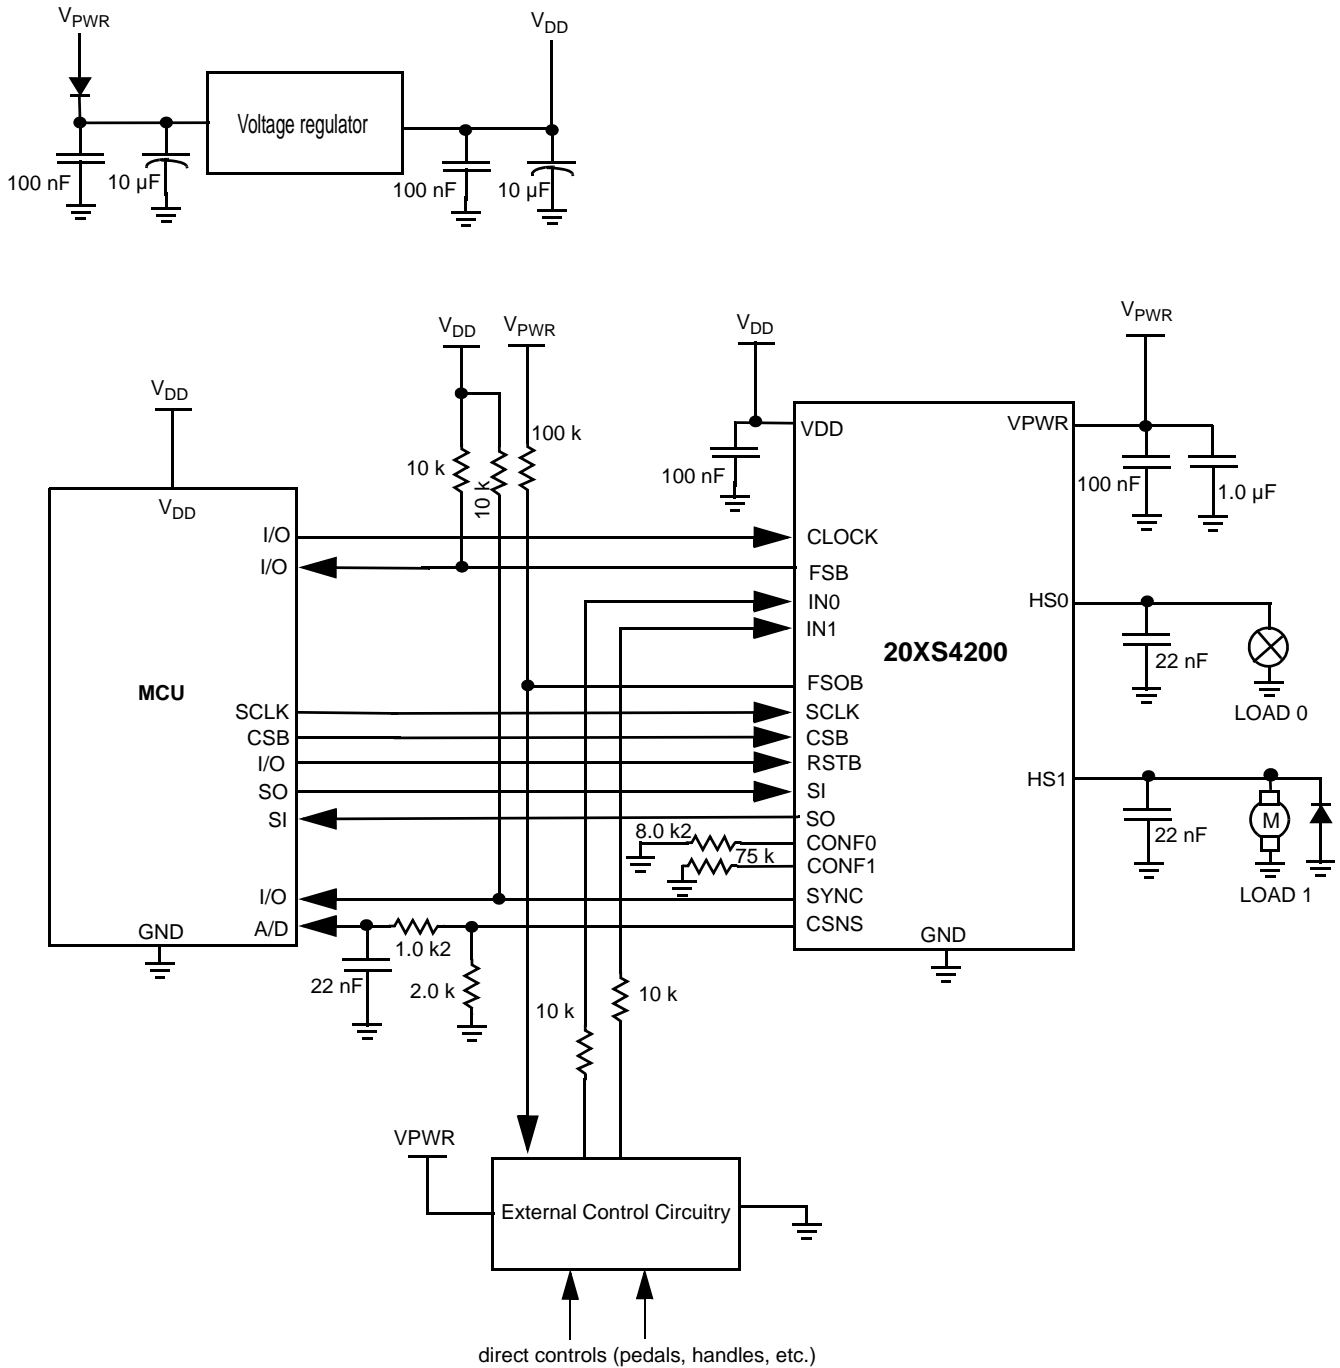 VPWR
VDD
Voltage regulator
100 nF
10 µF
100 nF
10 µF
VDD
VPWR
VDD
VPWR
VDD
100 k
10 k
10 k
VDD
100 nF
VPWR
100 nF
1.0 µF
VDD
I/O
CLOCK
I/O
FSB
IN0
IN1
HS0
20XS4200
22 nF
MCU
FSOB
LOAD 0
SCLK
SCLK
CSB
CSB
I/O
RSTB
HS1
SO
SI
SI
SO
22 nF
M
8.0 k2
CONF0
75 k
CONF1
I/O
SYNC
LOAD 1
A/D
CSNS
GND
GND
1.0 k2
22 nF
2.0 k
10 k
10 k
VPWR
External Control Circuitry
direct controls (pedals, handles, etc.)